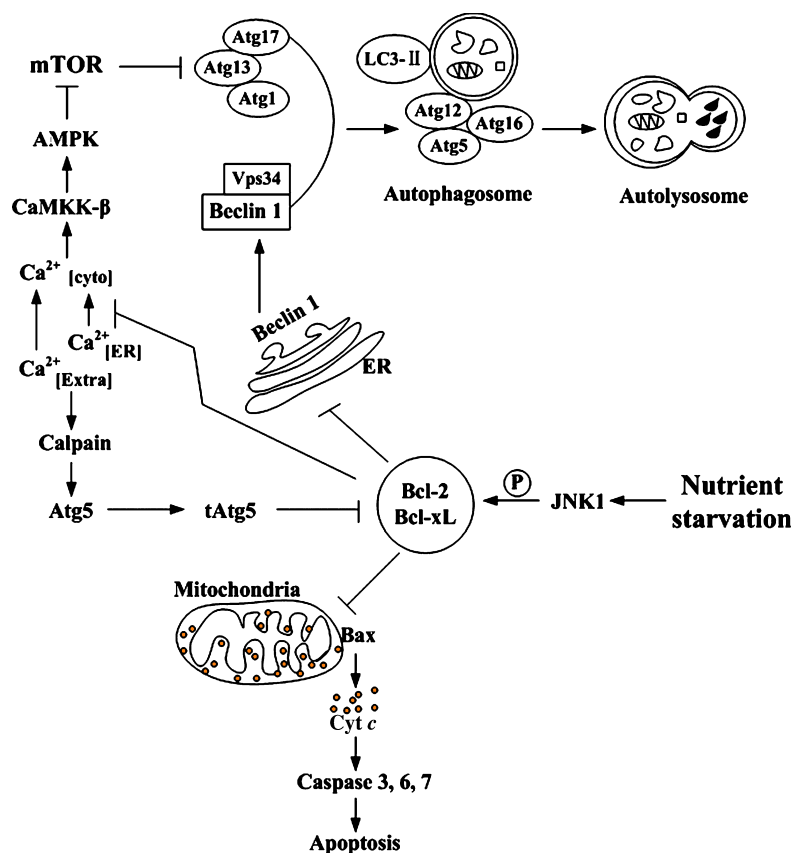 Atg17
mTOR
Atg13
Atg1
LC3-II
Atg12
Atg16
Atg5
Autophagosome
Autolysosome
AMPK
Vps34
Beclin 1
CaMKK-β
Ca2+ [cyto]
Beclin 1
Ca2+ [ER]
ER
Ca2+ [Extra]
Calpain
Bcl-2
Bcl-xL
P
JNK1
Nutrient
starvation
Atg5
tAtg5
Mitochondria
Bax
Cyt c
Caspase 3, 6, 7
Apoptosis